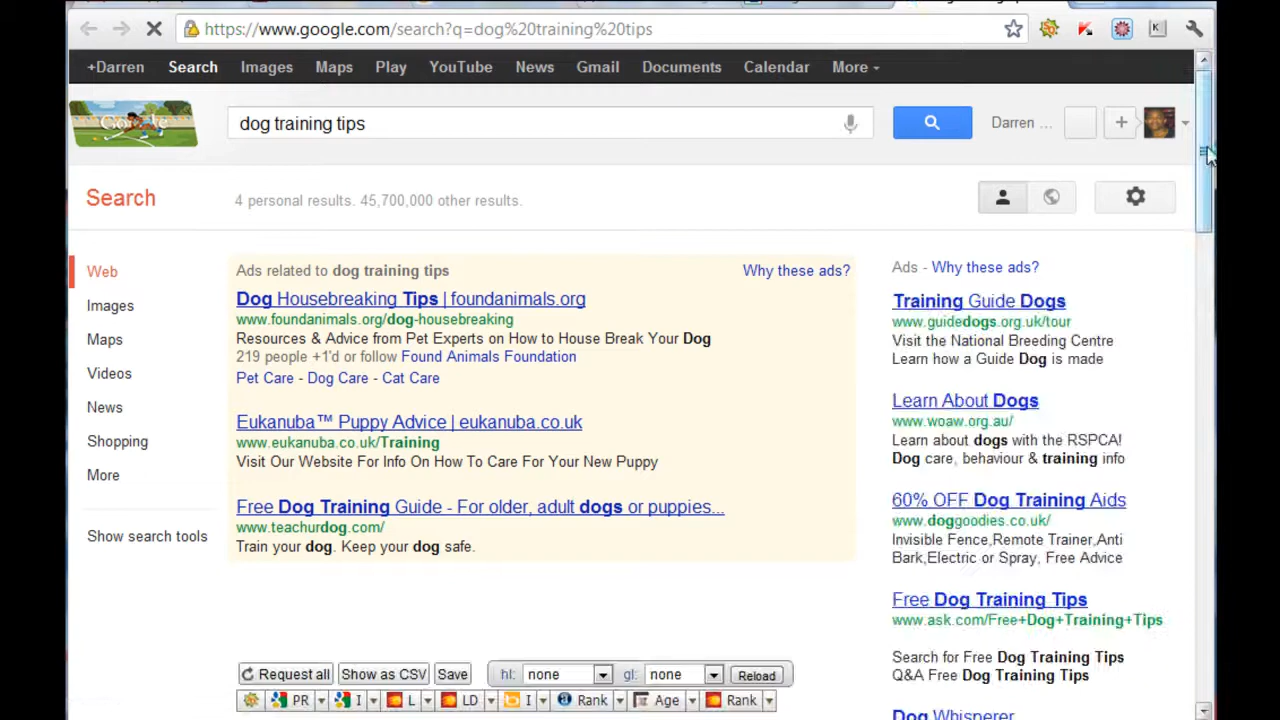 https://www.google.com/search?q=dog%20training%20tips
+Darren Search Images Maps Play YouTube News Gmail Documents Calendar More
Google
dog training tips
Darren ...
Search
4 personal results. 45,700,000 other results.
Web
Images
Maps
Videos
News
Shopping
More
Show search tools
Ads related to dog training tips
Why these ads?
Dog Housebreaking Tips | foundanimals.org
www.foundanimals.org/dog-housebreaking
Resources & Advice from Pet Experts on How to House Break Your Dog
219 people +1'd or follow Found Animals Foundation
Pet Care - Dog Care - Cat Care
Eukanuba™ Puppy Advice | eukanuba.co.uk
www.eukanuba.co.uk/Training
Visit Our Website For Info On How To Care For Your New Puppy
Free Dog Training Guide - For older, adult dogs or puppies...
www.teachurdog.com/
Train your dog. Keep your dog safe.
Request all Show as CSV Save hl: none gl: none Reload
PR I L LD I Rank Age Rank
Ads - Why these ads?
Training Guide Dogs
www.guidedogs.org.uk/tour
Visit the National Breeding Centre
Learn how a Guide Dog is made
Learn About Dogs
www.woaw.org.au/
Learn about dogs with the RSPCA!
Dog care, behaviour & training info
60% OFF Dog Training Aids
www.doggoodies.co.uk/
Invisible Fence,Remote Trainer,Anti
Bark,Electric or Spray, Free Advice
Free Dog Training Tips
www.ask.com/Free+Dog+Training+Tips
Search for Free Dog Training Tips
Q&A Free Dog Training Tips
Dog Whisperer